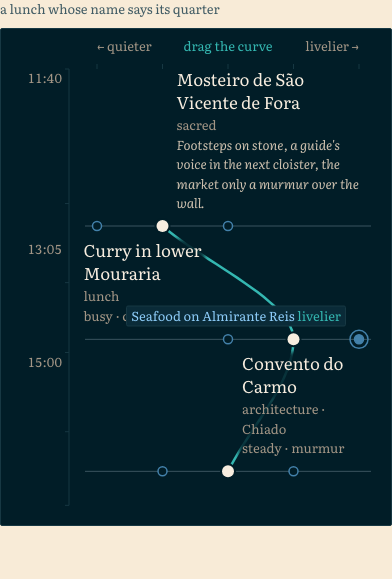 a lunch whose name says its quarter
← quieter drag the curve livelier →
11:40
Mosteiro de São
Vicente de Fora
sacred
Footsteps on stone, a guide's
voice in the next cloister, the
market only a murmur over the
wall.
13:05
Curry in lower
Mouraria
lunch
busy ·
Seafood on Almirante Reis livelier
15:00
Convento do
Carmo
architecture ·
Chiado
steady · murmur